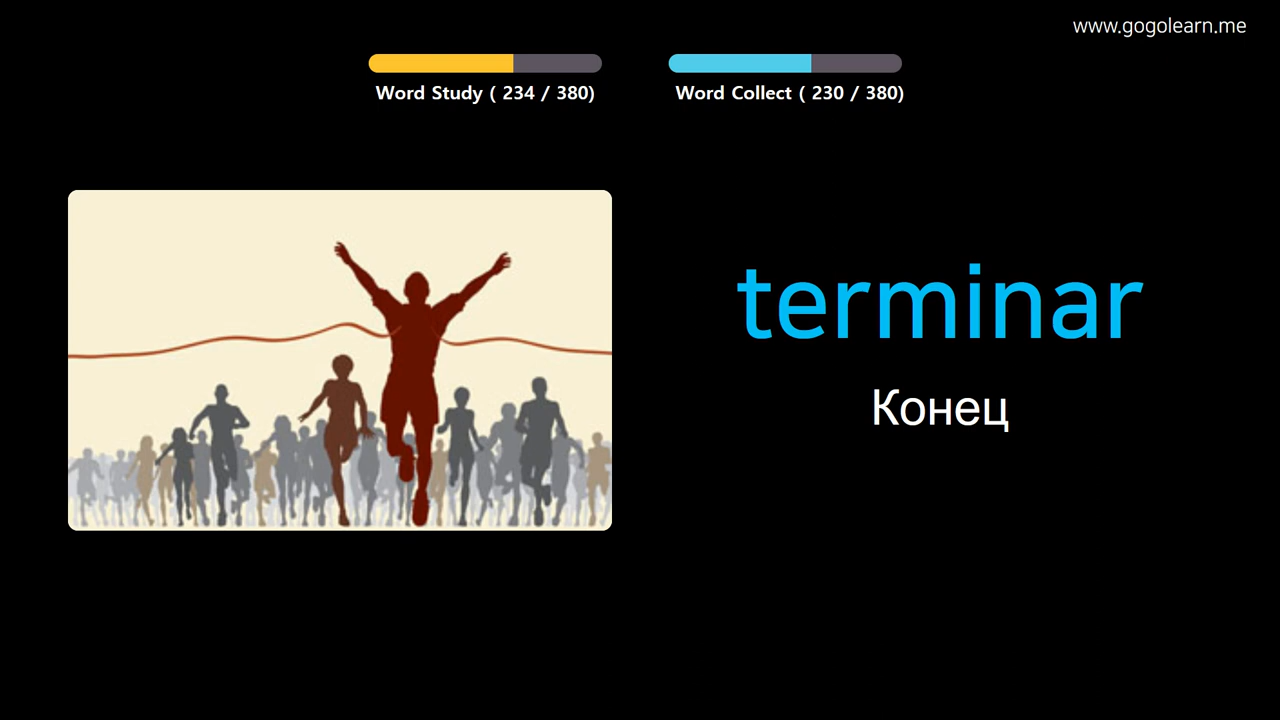 www.gogolearn.me
Word Study ( 234 / 380)
Word Collect ( 230 / 380)
terminar
Конец